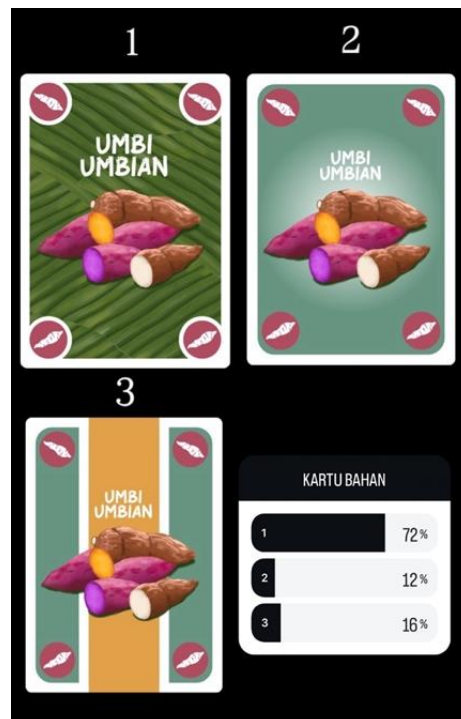 1
2
UMBI
UMBIAN
UMBI
UMBIAN
3
UMBI
UMBIAN
KARTU BAHAN
1 72%
2 12%
3 16%